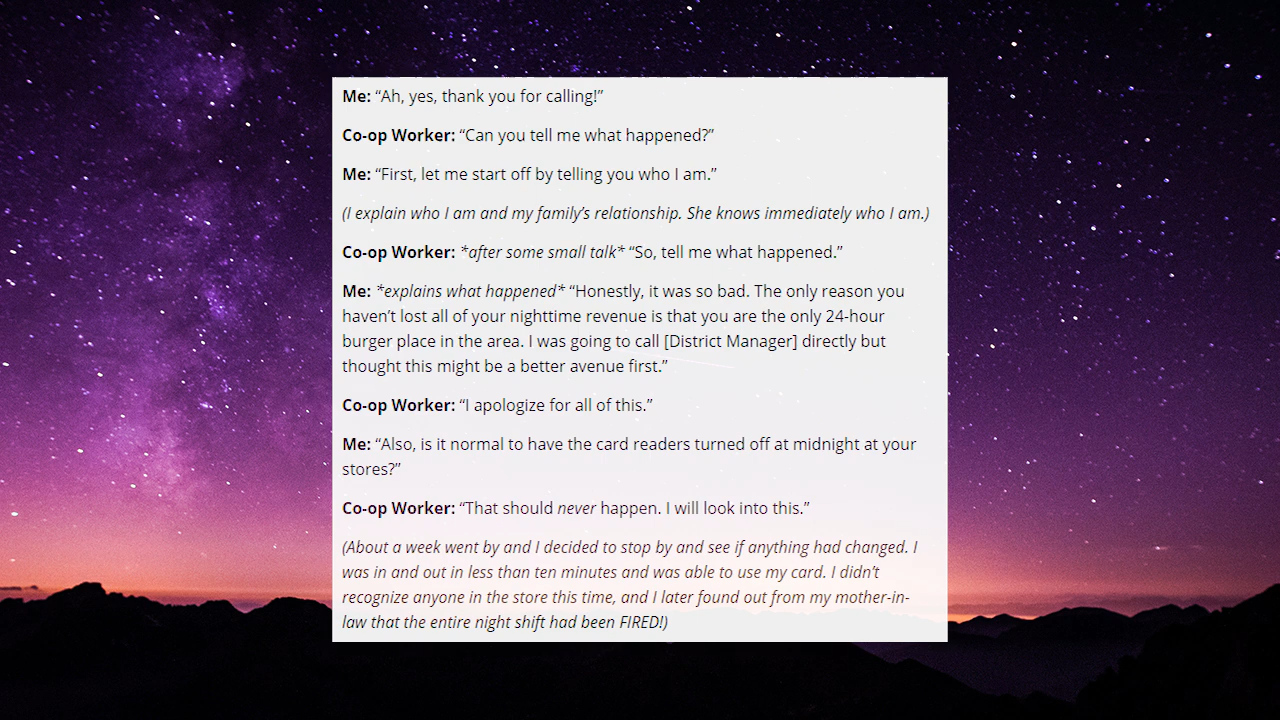 Me: “Ah, yes, thank you for calling!”
Co-op Worker: “Can you tell me what happened?”
Me: “First, let me start off by telling you who I am.”
(I explain who I am and my family’s relationship. She knows immediately who I am.)
Co-op Worker: *after some small talk* “So, tell me what happened.”
Me: *explains what happened* “Honestly, it was so bad. The only reason you
haven’t lost all of your nighttime revenue is that you are the only 24-hour
burger place in the area. I was going to call [District Manager] directly but
thought this might be a better avenue first.”
Co-op Worker: “I apologize for all of this.”
Me: “Also, is it normal to have the card readers turned off at midnight at your
stores?”
Co-op Worker: “That should never happen. I will look into this.”
(About a week went by and I decided to stop by and see if anything had changed. I
was in and out in less than ten minutes and was able to use my card. I didn’t
recognize anyone in the store this time, and I later found out from my mother-in-
law that the entire night shift had been FIRED!)